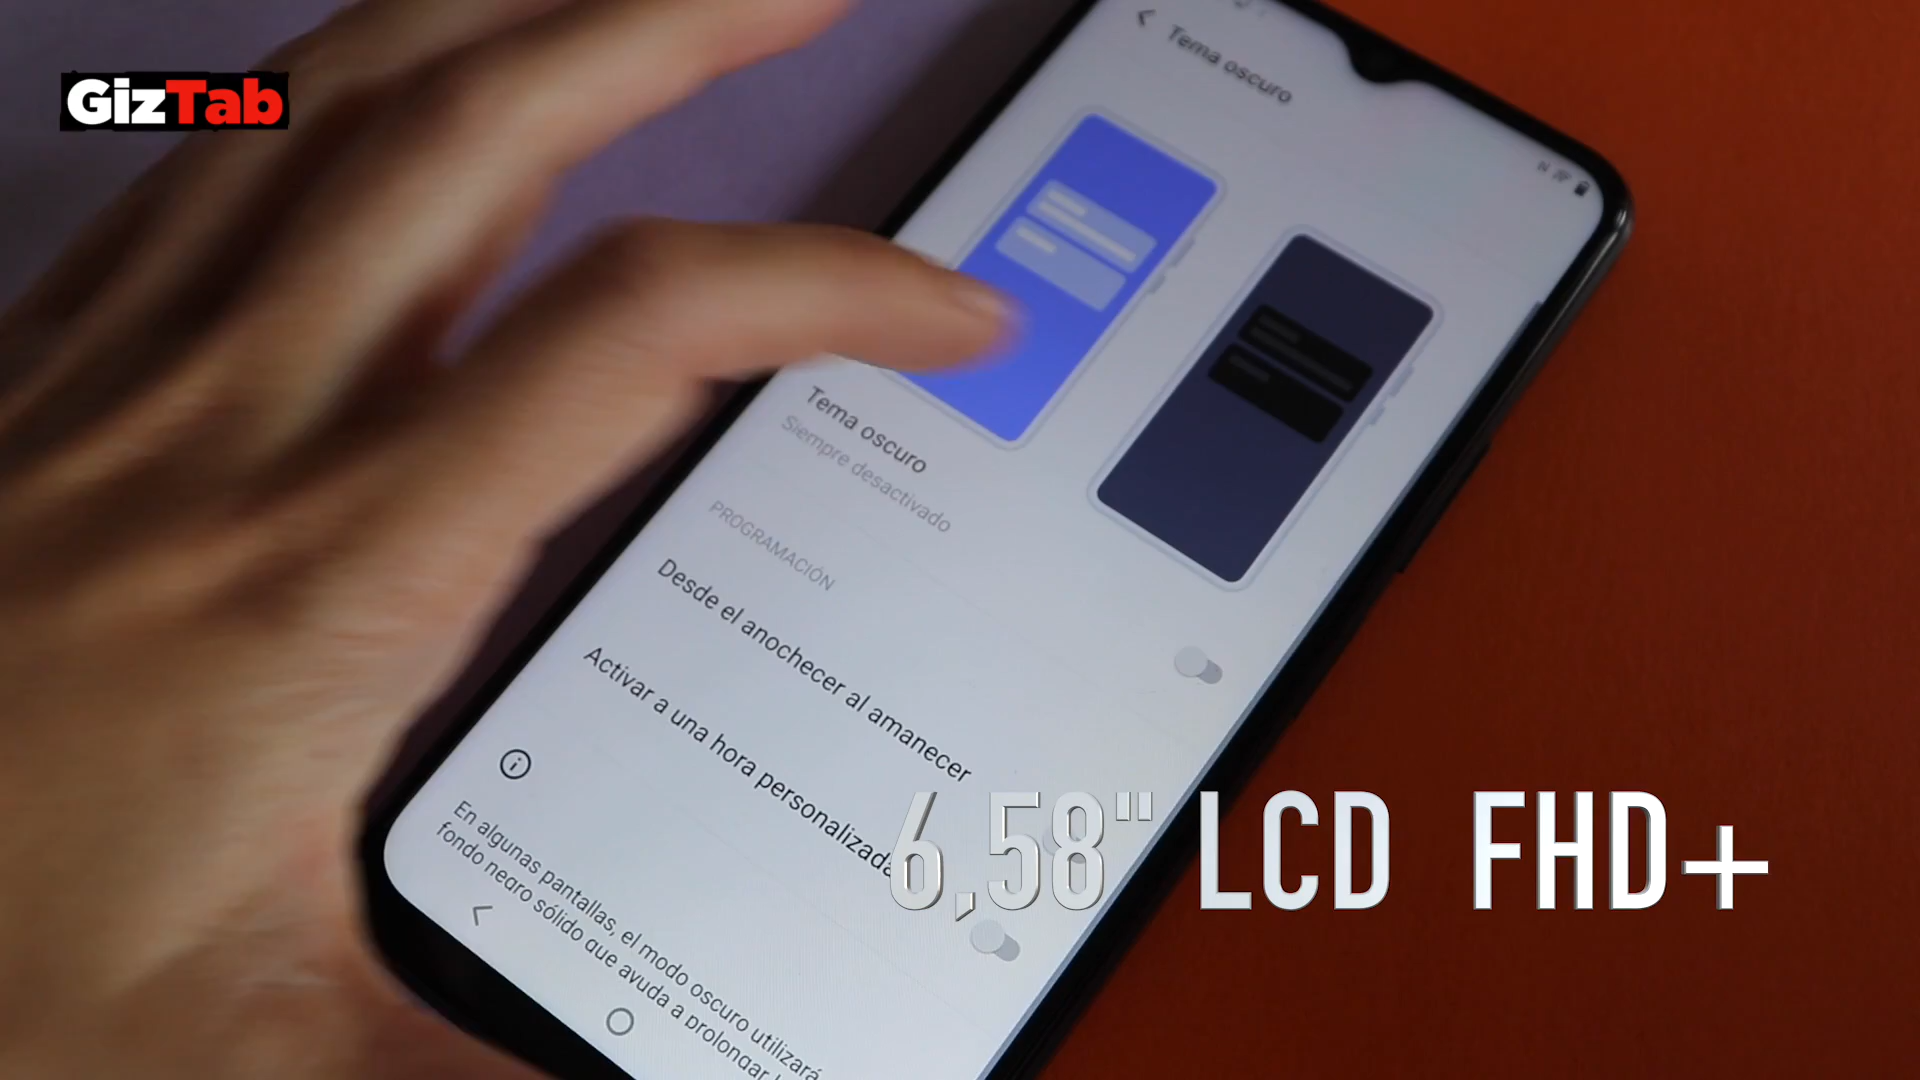 GizTab
Tema oscuro
Tema oscuro
Siempre desactivado
PROGRAMACIÓN
Desde el anochecer al amanecer
Activar a una hora personalizada
6,58" LCD FHD+
En algunas pantallas, el modo oscuro utilizará
fondo negro sólido que ayuda a prolongar